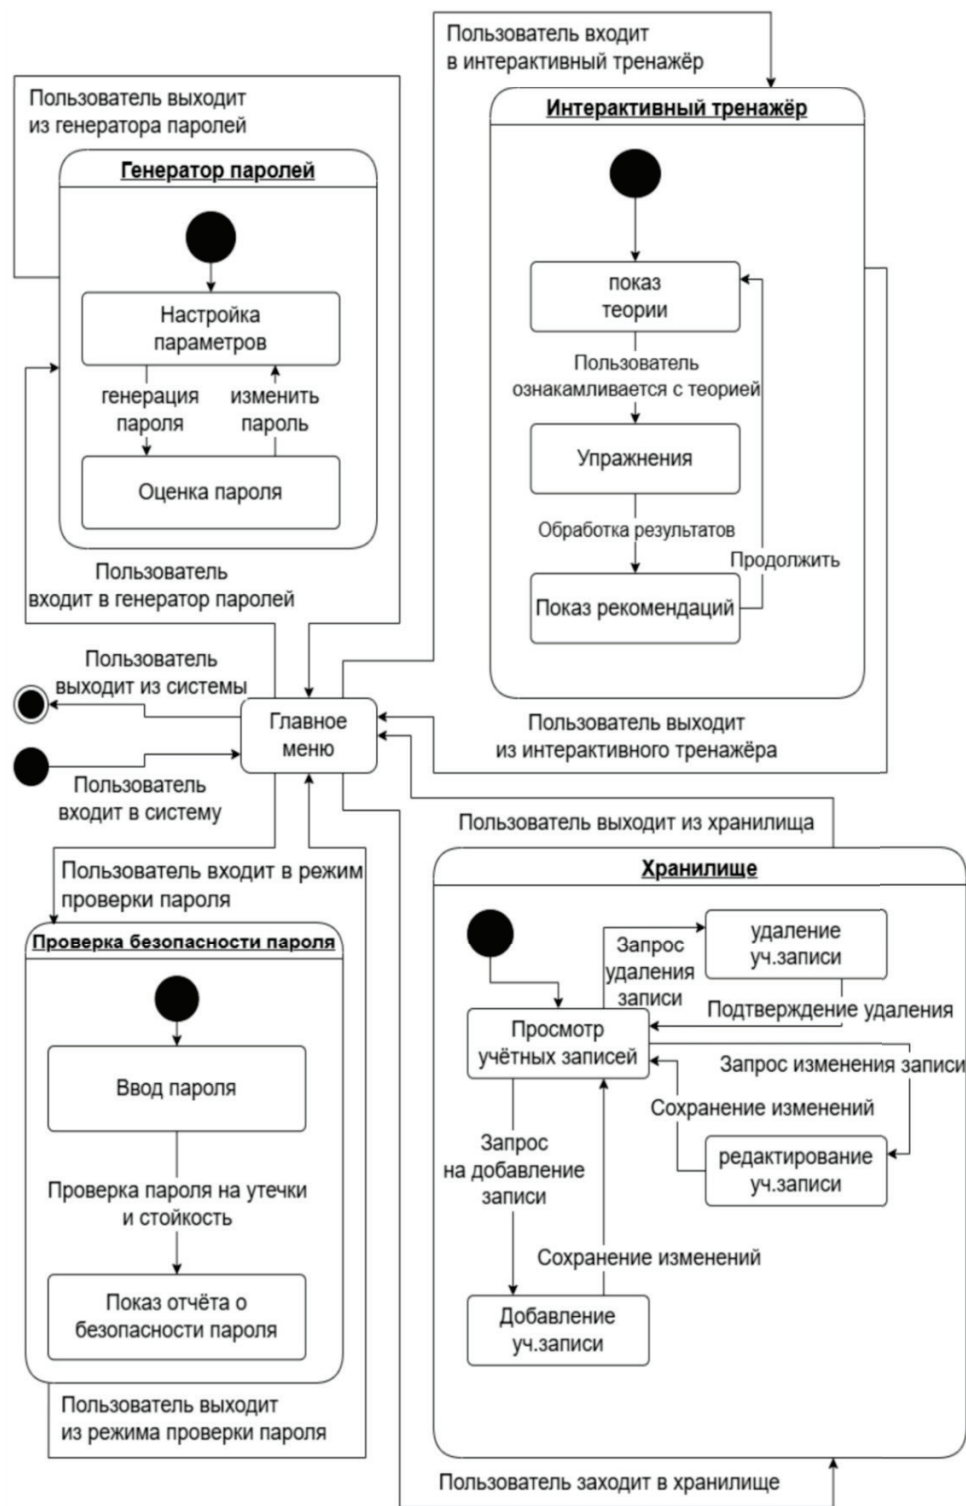 Пользователь входит
в интерактивный тренажёр
Пользователь выходит
из генератора паролей
Генератор паролей
Настройка
параметров
генерация
пароля
изменить
пароль
Оценка пароля
Пользователь
входит в генератор паролей
Интерактивный тренажёр
показ
теории
Пользователь
ознакамливается с теорией
Упражнения
Обработка результатов
Продолжить
Показ рекомендаций
Пользователь
выходит из системы
Главное
меню
Пользователь
входит в систему
Пользователь выходит
из интерактивного тренажёра
Пользователь выходит из хранилища
Пользователь входит в режим
проверки пароля
Проверка безопасности пароля
Ввод пароля
Проверка пароля на утечки
и стойкость
Показ отчёта о
безопасности пароля
Пользователь выходит
из режима проверки пароля
Хранилище
удаление
уч.записи
Запрос
удаления
записи
Подтверждение удаления
Просмотр
учётных записей
Запрос изменения записи
Сохранение изменений
редактирование
уч.записи
Запрос
на добавление
записи
Сохранение изменений
Добавление
уч.записи
Пользователь заходит в хранилище